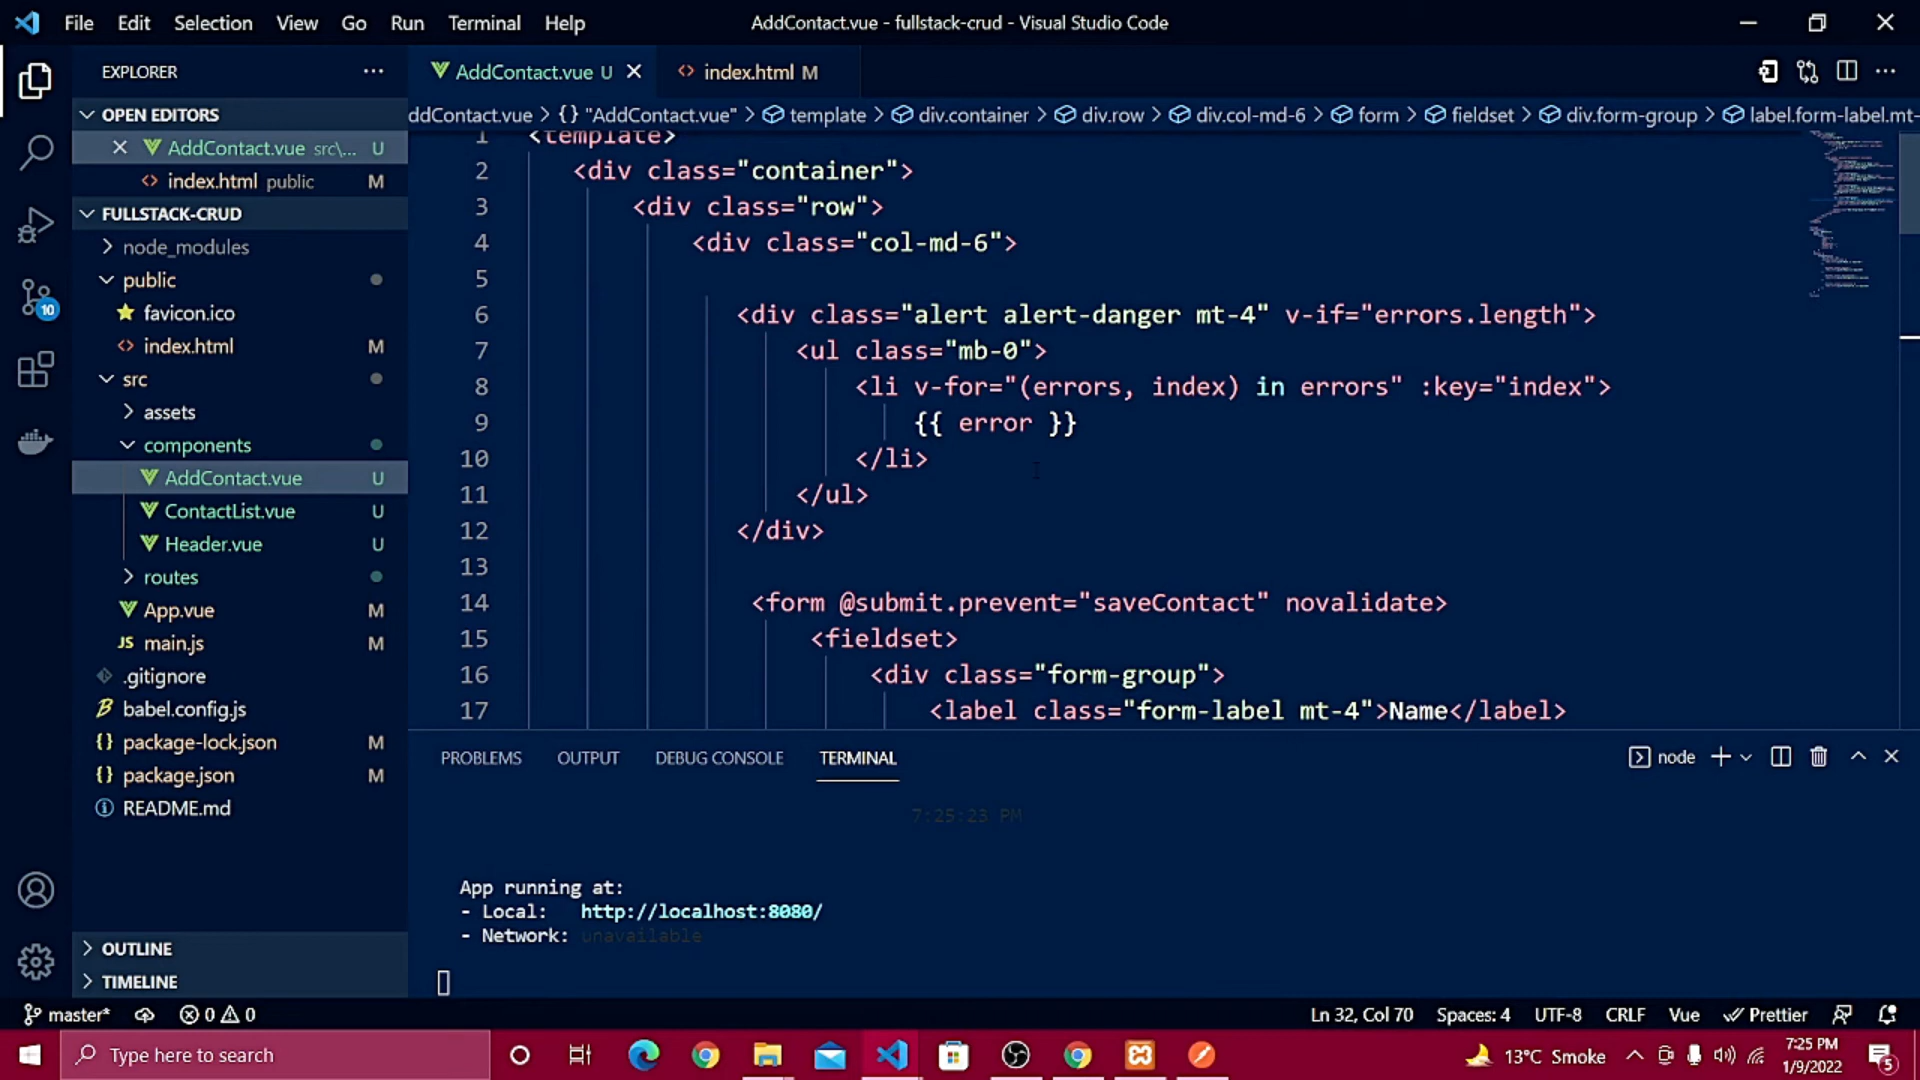 File Edit Selection View Go Run Terminal Help
AddContact.vue - fullstack-crud - Visual Studio Code
EXPLORER
OPEN EDITORS
AddContact.vue src\... U
index.html public M
FULLSTACK-CRUD
node_modules
public
favicon.ico
index.html M
src
assets
components
AddContact.vue U
ContactList.vue U
Header.vue U
routes
App.vue M
JS main.js M
.gitignore
babel.config.js
{} package-lock.json M
{} package.json M
README.md
OUTLINE
TIMELINE
10
AddContact.vue U
<> index.html M
ddContact.vue > {} "AddContact.vue" > template > div.container > div.row > div.col-md-6 > form > fieldset > div.form-group > label.form-label.mt-
1 <template>
2 <div class="container">
3 <div class="row">
4 <div class="col-md-6">
5
6 <div class="alert alert-danger mt-4" v-if="errors.length">
7 <ul class="mb-0">
8 <li v-for="(errors, index) in errors" :key="index">
9 {{ error }}
10 </li>
11 </ul>
12 </div>
13
14 <form @submit.prevent="saveContact" novalidate>
15 <fieldset>
16 <div class="form-group">
17 <label class="form-label mt-4">Name</label>
PROBLEMS OUTPUT DEBUG CONSOLE TERMINAL
node
7:25:23 PM
App running at:
- Local: http://localhost:8080/
- Network: unavailable
master* 0 0
Ln 32, Col 70 Spaces: 4 UTF-8 CRLF Vue Prettier
Type here to search
13°C Smoke
7:25 PM
1/9/2022
5